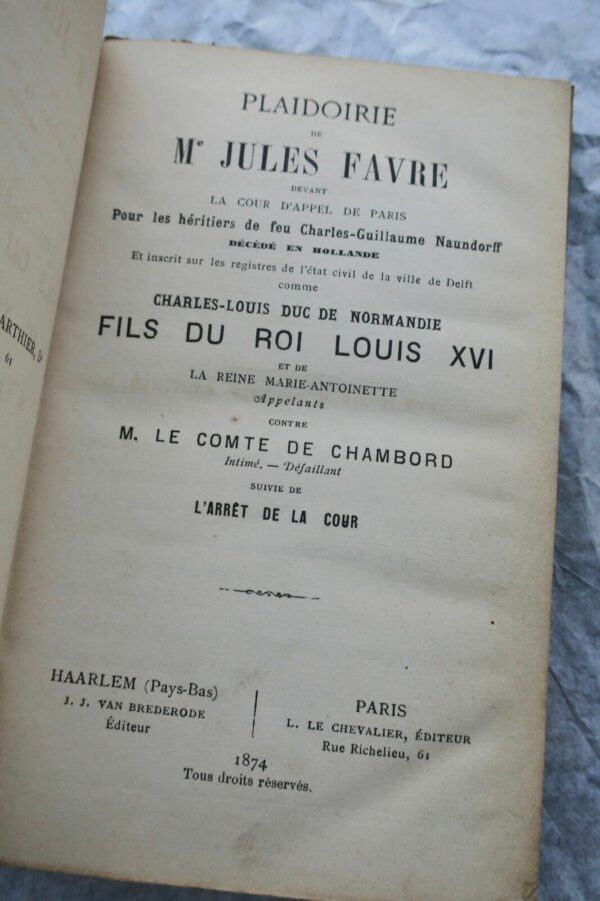 ARTHIER,
61
PLAIDOIRIE
DE
Me JULES FAVRE
DEVANT
LA COUR D'APPEL DE PARIS
Pour les héritiers de feu Charles-Guillaume Naundorff
DÉCÉDÉ EN HOLLANDE
Et inscrit sur les registres de l'état civil de la ville de Delft
comme
CHARLES-LOUIS DUC DE NORMANDIE
FILS DU ROI LOUIS XVI
ET DE
LA REINE MARIE-ANTOINETTE
Appelants
CONTRE
M. LE COMTE DE CHAMBORD
Intimé. — Défaillant
SUIVIE DE
L'ARRÊT DE LA COUR
HAARLEM (Pays-Bas)
J. J. VAN BREDERODE
Éditeur
PARIS
L. LE CHEVALIER, ÉDITEUR
Rue Richelieu, 61
1874
Tous droits réservés.